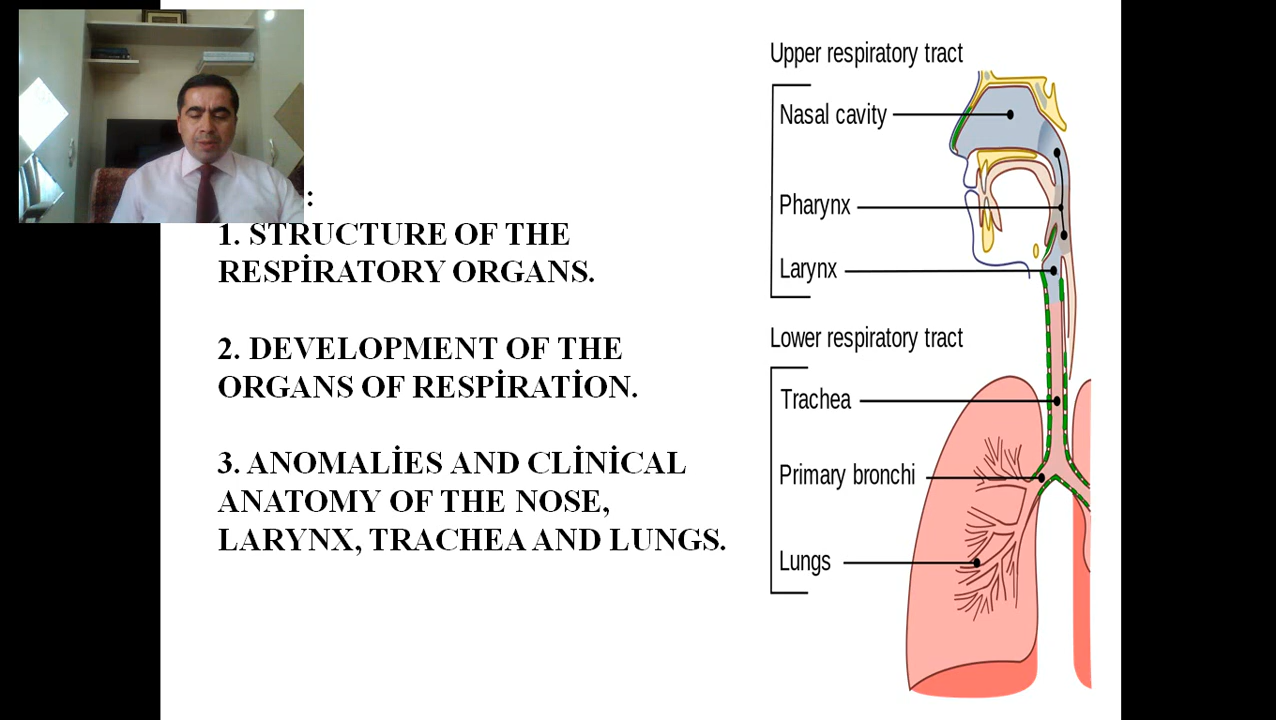 :
1. STRUCTURE OF THE
RESPİRATORY ORGANS.
2. DEVELOPMENT OF THE
ORGANS OF RESPİRATİON.
3. ANOMALİES AND CLİNİCAL
ANATOMY OF THE NOSE,
LARYNX, TRACHEA AND LUNGS.
Upper respiratory tract
Nasal cavity
Pharynx
Larynx
Lower respiratory tract
Trachea
Primary bronchi
Lungs